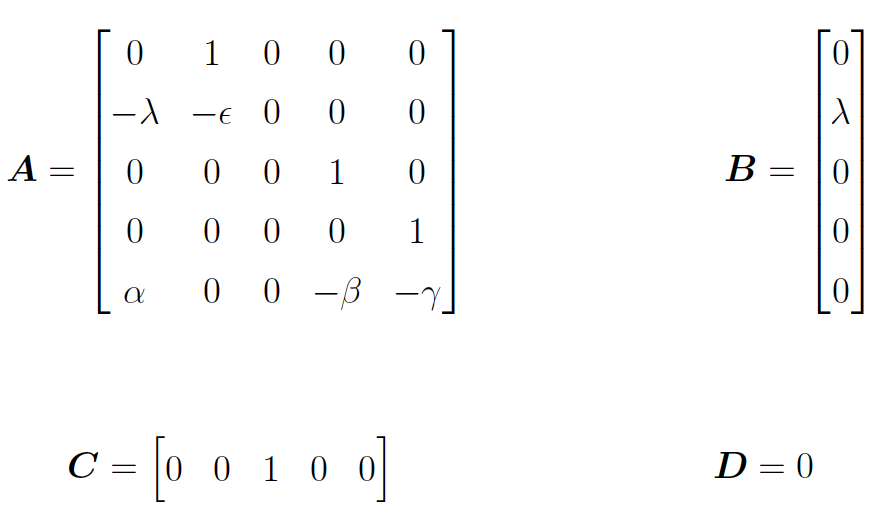 A = [0 1 0 0 0
−λ −ϵ 0 0 0
0 0 0 1 0
0 0 0 0 1
α 0 0 −β −γ]
B = [0
λ
0
0
0]
C = [0 0 1 0 0]
D = 0